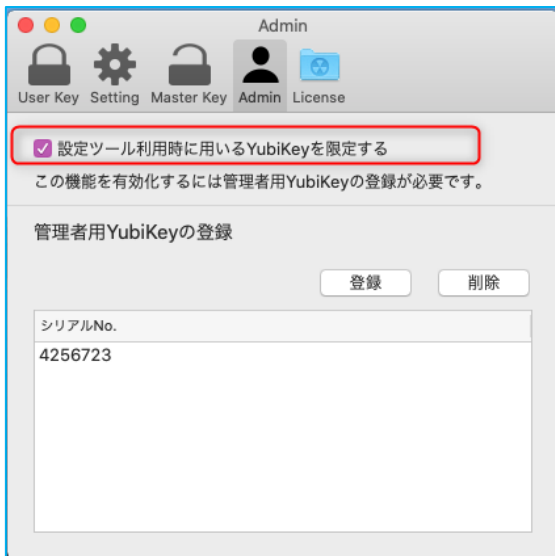 Admin
User Key Setting Master Key Admin License
設定ツール利用時に用いるYubiKeyを限定する
この機能を有効化するには管理者用YubiKeyの登録が必要です。
管理者用YubiKeyの登録
登録 削除
シリアルNo.
4256723